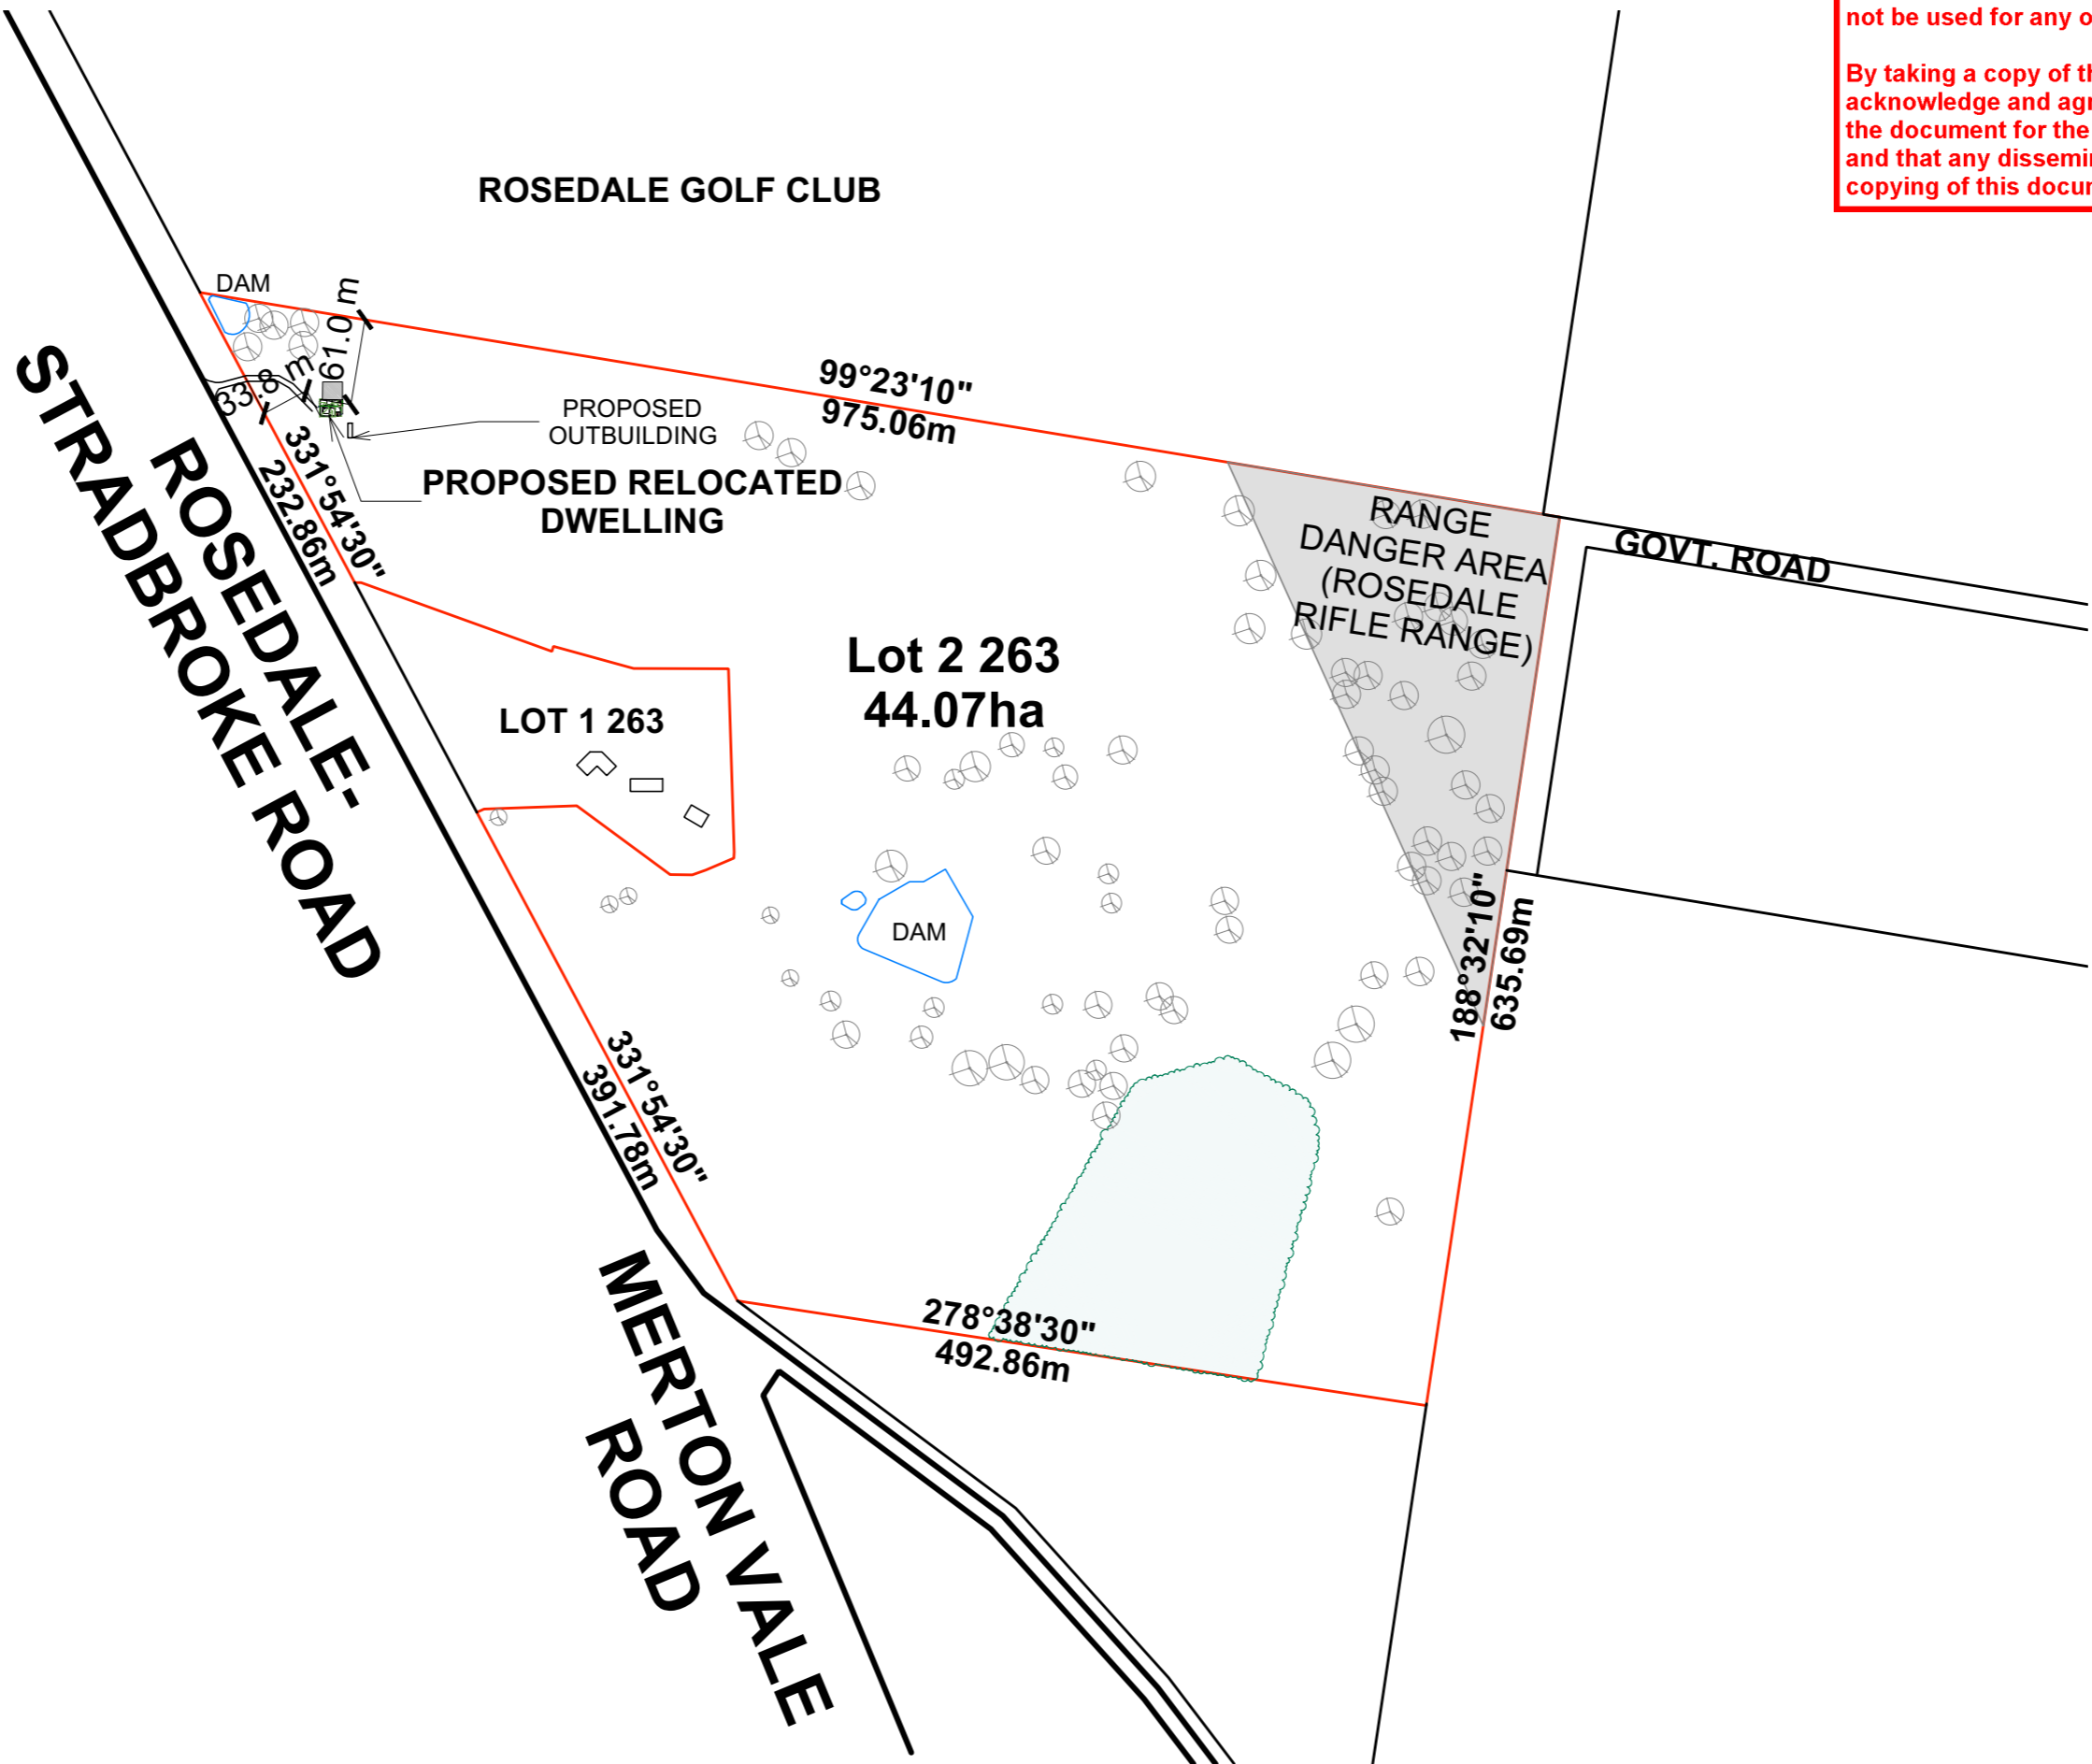 not be used for any o
By taking a copy of th
acknowledge and agr
the document for the
and that any dissemi
copying of this docu
ROSEDALE GOLF CLUB
DAM
61.0 m
33.8 m
99°23'10"
975.06m
PROPOSED
OUTBUILDING
PROPOSED RELOCATED
DWELLING
331°54'30"
232.86m
ROSEDALE-
STRADBROKE ROAD
RANGE
DANGER AREA
(ROSEDALE
RIFLE RANGE)
GOVT. ROAD
Lot 2 263
44.07ha
LOT 1 263
DAM
188°32'10"
635.69m
331°54'30"
391.78m
278°38'30"
492.86m
MERTON VALE
ROAD